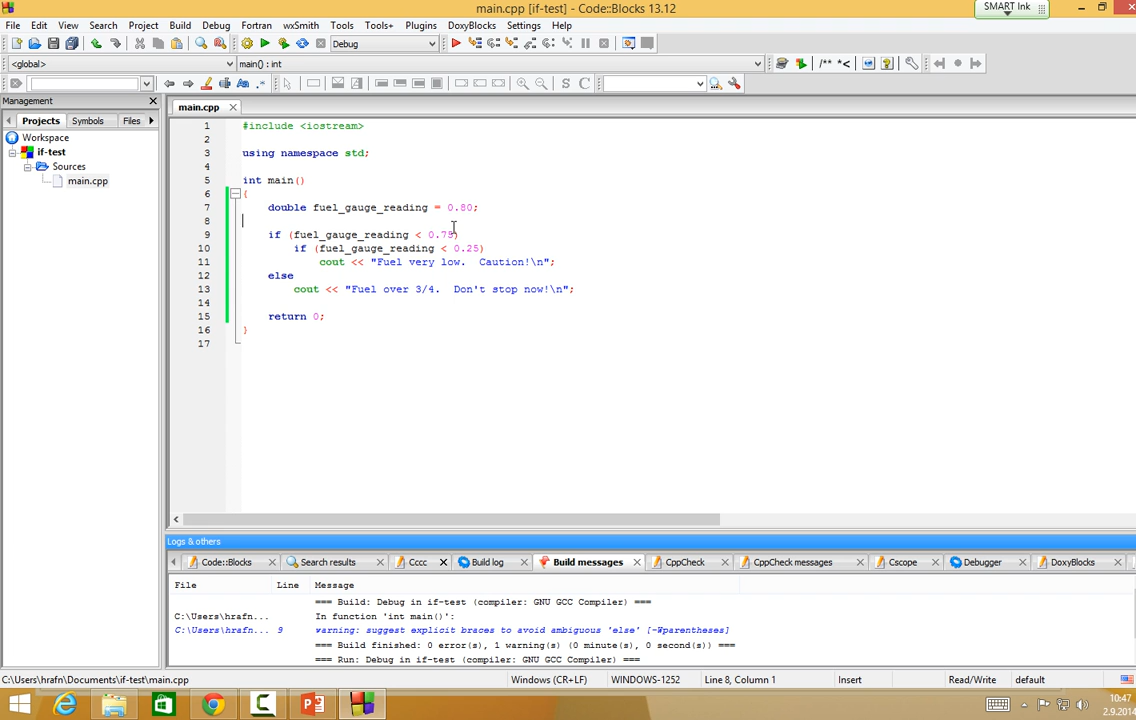 main.cpp [if-test] - Code::Blocks 13.12
SMART Ink
File Edit View Search Project Build Debug Fortran wxSmith Tools Tools+ Plugins DoxyBlocks Settings Help
Debug
<global> main() : int
/** *<
S C
Management
Projects Symbols Files
Workspace
if-test
Sources
main.cpp
main.cpp
1 #include <iostream>
2
3 using namespace std;
4
5 int main()
6 {
7 double fuel_gauge_reading = 0.80;
8
9 if (fuel_gauge_reading < 0.75)
10 if (fuel_gauge_reading < 0.25)
11 cout << "Fuel very low.  Caution!\n";
12 else
13 cout << "Fuel over 3/4.  Don't stop now!\n";
14
15 return 0;
16 }
17
Logs & others
Code::Blocks Search results Cccc Build log Build messages CppCheck CppCheck messages Cscope Debugger DoxyBlocks
File Line Message
=== Build: Debug in if-test (compiler: GNU GCC Compiler) ===
C:\Users\hrafn... In function 'int main()':
C:\Users\hrafn... 9 warning: suggest explicit braces to avoid ambiguous 'else' [-Wparentheses]
=== Build finished: 0 error(s), 1 warning(s) (0 minute(s), 0 second(s)) ===
=== Run: Debug in if-test (compiler: GNU GCC Compiler) ===
C:\Users\hrafn\Documents\if-test\main.cpp Windows (CR+LF) WINDOWS-1252 Line 8, Column 1 Insert Read/Write default
10:47
2.9.2014